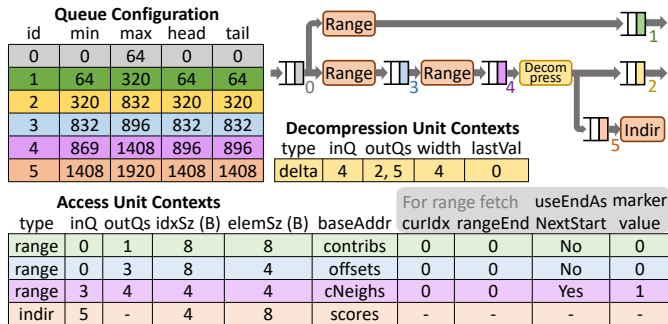 Queue Configuration
id min max head tail
0 0 64 0 0
1 64 320 64 64
2 320 832 320 320
3 832 896 832 832
4 869 1408 896 896
5 1408 1920 1408 1408
Range
1
0
Range
3
Range
4
Decom
press
2
5
Indir
Decompression Unit Contexts
type inQ outQs width lastVal
delta 4 2, 5 4 0
Access Unit Contexts
For range fetch
useEndAs
marker
type inQ outQs idxSz (B) elemSz (B) baseAddr curIdx rangeEnd NextStart value
range 0 1 8 8 contribs 0 0 No 0
range 0 3 8 4 offsets 0 0 No 0
range 3 4 4 4 cNeighs 0 0 Yes 1
indir 5 - 4 8 scores - - - -